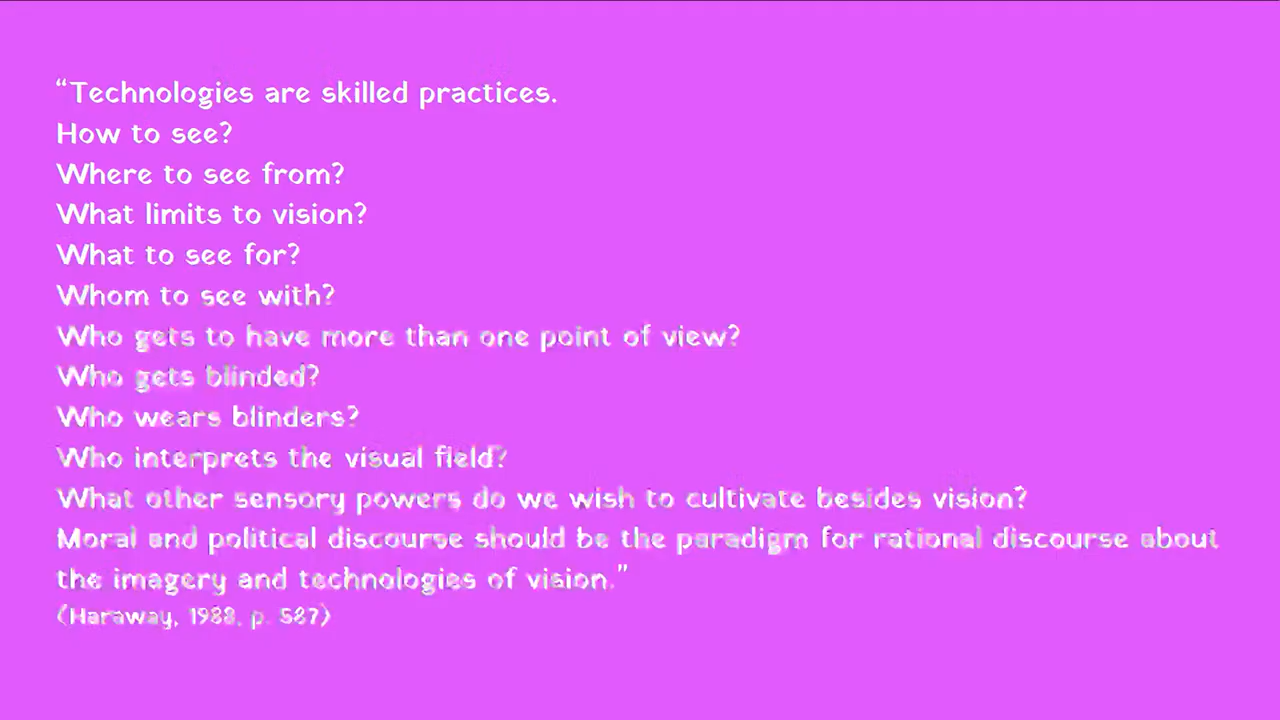 “Technologies are skilled practices.
How to see?
Where to see from?
What limits to vision?
What to see for?
Whom to see with?
Who gets to have more than one point of view?
Who gets blinded?
Who wears blinders?
Who interprets the visual field?
What other sensory powers do we wish to cultivate besides vision?
Moral and political discourse should be the paradigm for rational discourse about
the imagery and technologies of vision.”
(Haraway, 1988, p. 587)